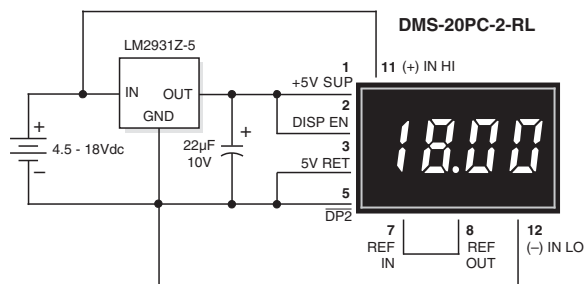 DMS-20PC-2-RL
LM2931Z-5
1
+5V SUP
11 (+) IN HI
IN
OUT
GND
2
DISP EN
+
4.5 - 18Vdc
–
22µF
10V
+
3
5V RET
18.00
5
DP2
7
REF
IN
8
REF
OUT
12
(–) IN LO